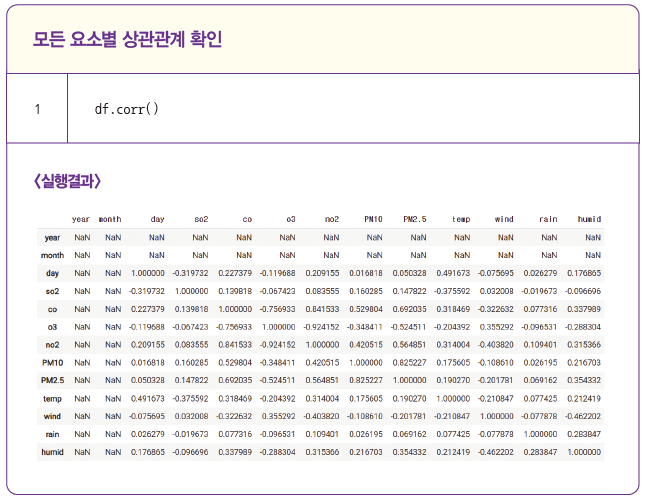 모든 요소별 상관관계 확인
1 df.corr()
<실행결과>
year month day so2 co o3 no2 PM10 PM2.5 temp wind rain humid
year NaN NaN NaN NaN NaN NaN NaN NaN NaN NaN NaN NaN NaN
month NaN NaN NaN NaN NaN NaN NaN NaN NaN NaN NaN NaN NaN
day NaN NaN 1.000000 -0.319732 0.227379 -0.119688 0.209155 0.016818 0.050328 0.491673 -0.075695 0.026279 0.176865
so2 NaN NaN -0.319732 1.000000 0.139818 -0.067423 0.083555 0.160285 0.147822 -0.375592 0.032008 -0.019673 -0.096696
co NaN NaN 0.227379 0.139818 1.000000 -0.756933 0.841533 0.529804 0.692035 0.318469 -0.322632 0.077316 0.337989
o3 NaN NaN -0.119688 -0.067423 -0.756933 1.000000 -0.924152 -0.348411 -0.524511 -0.204392 0.355292 -0.096531 -0.288304
no2 NaN NaN 0.209155 0.083555 0.841533 -0.924152 1.000000 0.420515 0.564851 0.314004 -0.403820 0.109401 0.315366
PM10 NaN NaN 0.016818 0.160285 0.529804 -0.348411 0.420515 1.000000 0.825227 0.175605 -0.108610 0.026195 0.216703
PM2.5 NaN NaN 0.050328 0.147822 0.692035 -0.524511 0.564851 0.825227 1.000000 0.190270 -0.201781 0.069162 0.354332
temp NaN NaN 0.491673 -0.375592 0.318469 -0.204392 0.314004 0.175605 0.190270 1.000000 -0.210847 0.077425 0.212419
wind NaN NaN -0.075695 0.032008 -0.322632 0.355292 -0.403820 -0.108610 -0.201781 -0.210847 1.000000 -0.077878 -0.462202
rain NaN NaN 0.026279 -0.019673 0.077316 -0.096531 0.109401 0.026195 0.069162 0.077425 -0.077878 1.000000 0.283847
humid NaN NaN 0.176865 -0.096696 0.337989 -0.288304 0.315366 0.216703 0.354332 0.212419 -0.462202 0.283847 1.000000